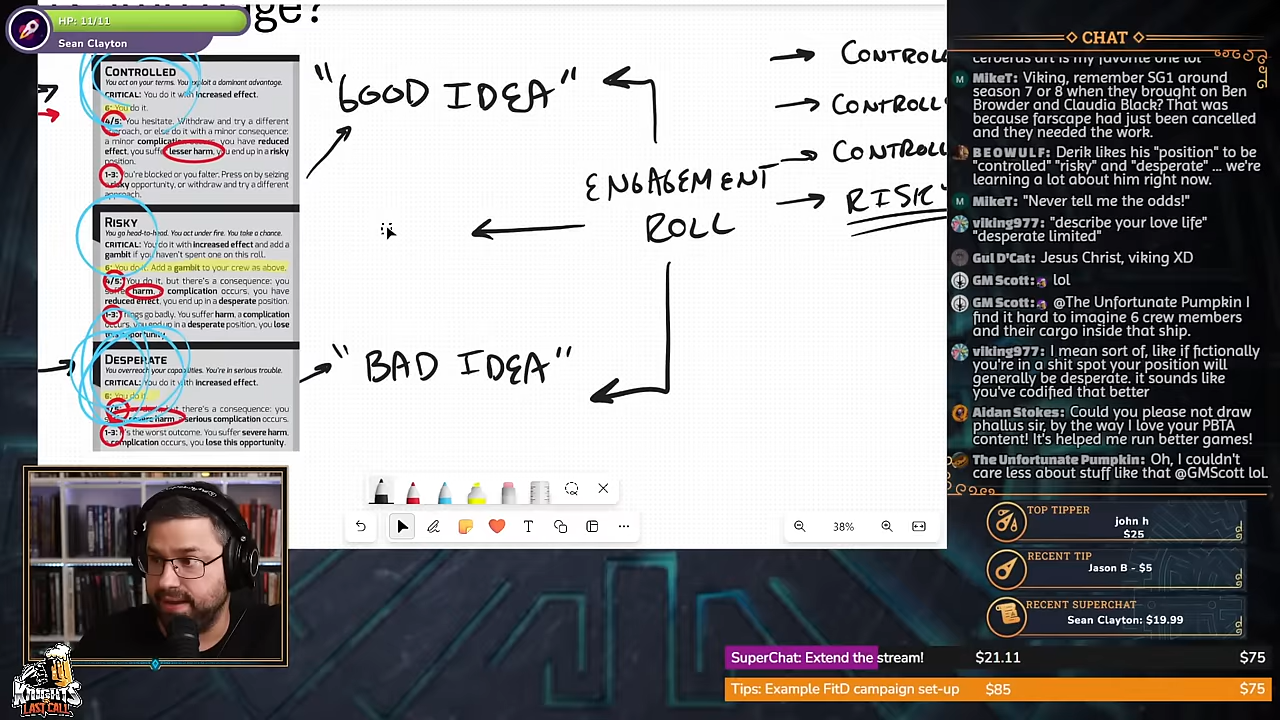 HP: 11/11
Sean Clayton
CONTROLLED
You act on your terms. You exploit a dominant advantage.
CRITICAL: You do it with increased effect.
6: You do it.
4/5: You hesitate. Withdraw and try a different
approach, or else do it with a minor consequence:
a minor complication occurs, you have reduced
effect, you suffer lesser harm, you end up in a risky
position.
1-3: You're blocked or you falter. Press on by seizing
a risky opportunity, or withdraw and try a different
approach.
RISKY
You go head-to-head. You act under fire. You take a chance.
CRITICAL: You do it with increased effect and add a
gambit if you haven't spent one on this roll.
6: You do it. Add a gambit to your crew as above.
4/5: You do it, but there's a consequence: you
suffer harm, a complication occurs, you have
reduced effect, you end up in a desperate position.
1-3: Things go badly. You suffer harm, a complication
occurs, you end up in a desperate position, you lose
this opportunity.
DESPERATE
You overreach your capabilities. You're in serious trouble.
CRITICAL: You do it with increased effect.
6: You do it.
there's a consequence: you
severe harm, a serious complication occurs.
1-3: It's the worst outcome. You suffer severe harm,
a complication occurs, you lose this opportunity.
"GOOD IDEA"
ENGAGEMENT
ROLL
"BAD IDEA"
CONTROLL
CONTROLL
CONTROLL
RISKY
T
38%
CHAT
cerberus art is my favorite one lol
MikeT: Viking, remember SG1 around
season 7 or 8 when they brought on Ben
Browder and Claudia Black? That was
because farscape had just been cancelled
and they needed the work.
BEOWULF: Derik likes his "position" to be
"controlled" "risky" and "desperate" ... we're
learning a lot about him right now.
MikeT: "Never tell me the odds!"
viking977: "describe your love life"
"desperate limited"
Gul D'Cat: Jesus Christ, viking XD
GM Scott: lol
GM Scott: @The Unfortunate Pumpkin I
find it hard to imagine 6 crew members
and their cargo inside that ship.
viking977: I mean sort of, like if fictionally
you're in a shit spot your position will
generally be desperate. it sounds like
you've codified that better
Aidan Stokes: Could you please not draw
phallus sir, by the way I love your PBTA
content! It's helped me run better games!
The Unfortunate Pumpkin: Oh, I couldn't
care less about stuff like that @GMScott lol.
TOP TIPPER
john h
$25
RECENT TIP
Jason B - $5
RECENT SUPERCHAT
Sean Clayton: $19.99
SuperChat: Extend the stream! $21.11 $75
Tips: Example FitD campaign set-up $85 $75
KNIGHTS
LAST CALL